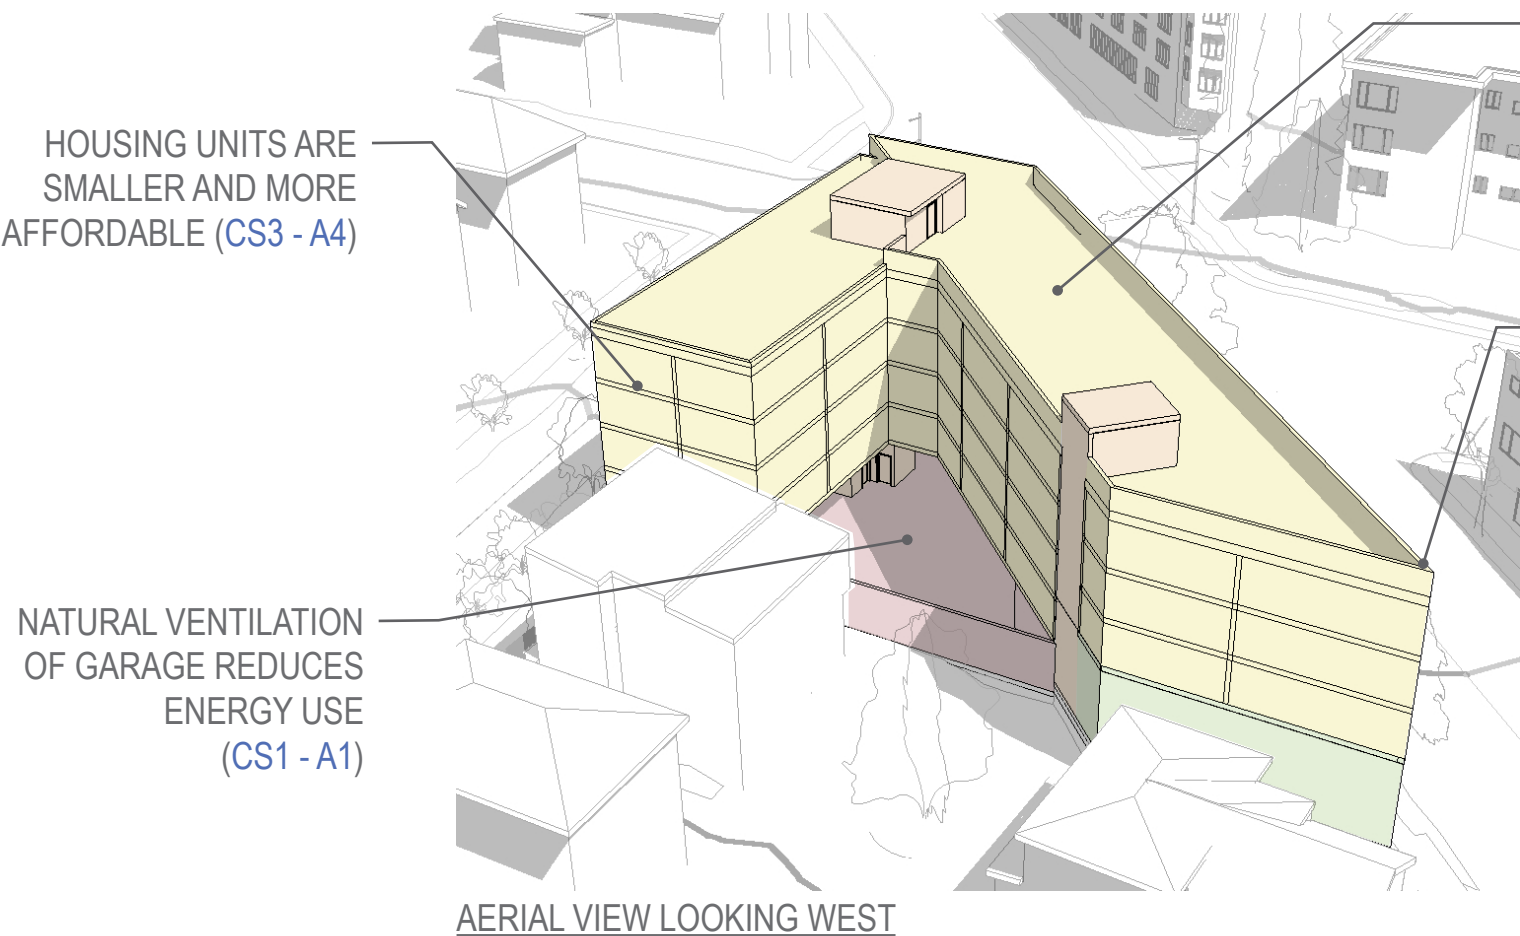 HOUSING UNITS ARE
SMALLER AND MORE
AFFORDABLE (CS3 - A4)
NATURAL VENTILATION
OF GARAGE REDUCES
ENERGY USE
(CS1 - A1)
AERIAL VIEW LOOKING WEST